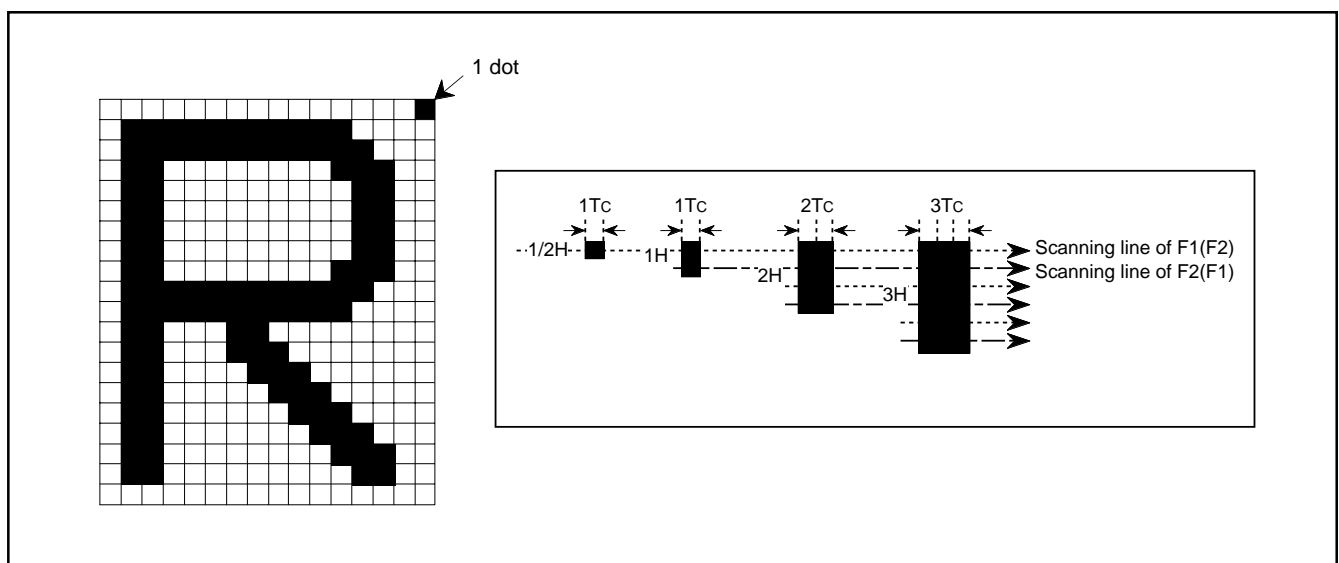 1 dot
1Tc 1Tc 2Tc 3Tc
1/2H
1H
2H
3H
Scanning line of F1(F2)
Scanning line of F2(F1)